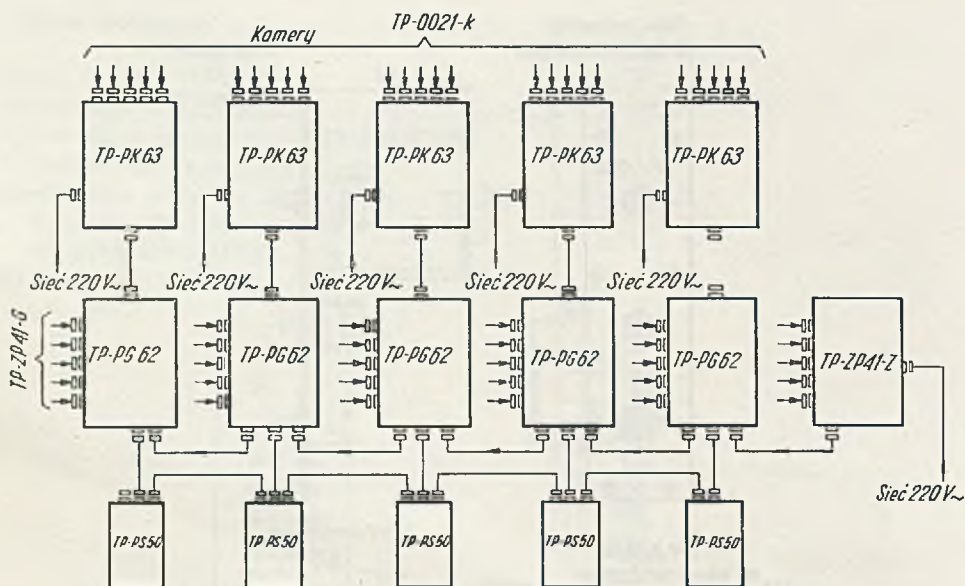 TP-0021-k
Kamery
TP-PK63 TP-PK63 TP-PK63 TP-PK63 TP-PK63
Sieć 220V~ Sieć 220V~ Sieć 220V~ Sieć 220V~ Sieć 220V~
TP-ZP41-G
TP-PG62 TP-PG62 TP-PG62 TP-PG62 TP-PG62 TP-ZP41-Z
Sieć 220V~
TP-PS50 TP-PS50 TP-PS50 TP-PS50 TP-PS50